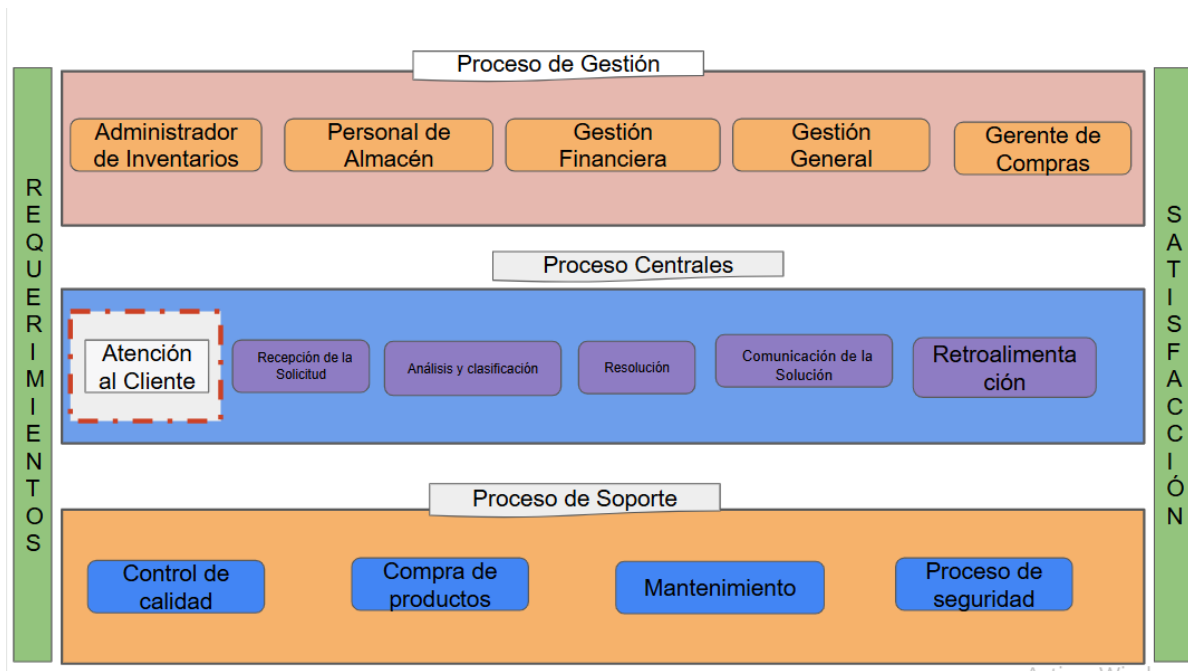 Proceso de Gestión
Administrador
de Inventarios
Personal de
Almacén
Gestión
Financiera
Gestión
General
Gerente de
Compras
REQUERIMIENTOS
SATISFACCIÓN
Proceso Centrales
Atención
al Cliente
Recepción de la
Solicitud
Análisis y clasificación
Resolución
Comunicación de la
Solución
Retroalimenta
ción
Proceso de Soporte
Control de
calidad
Compra de
productos
Mantenimiento
Proceso de
seguridad